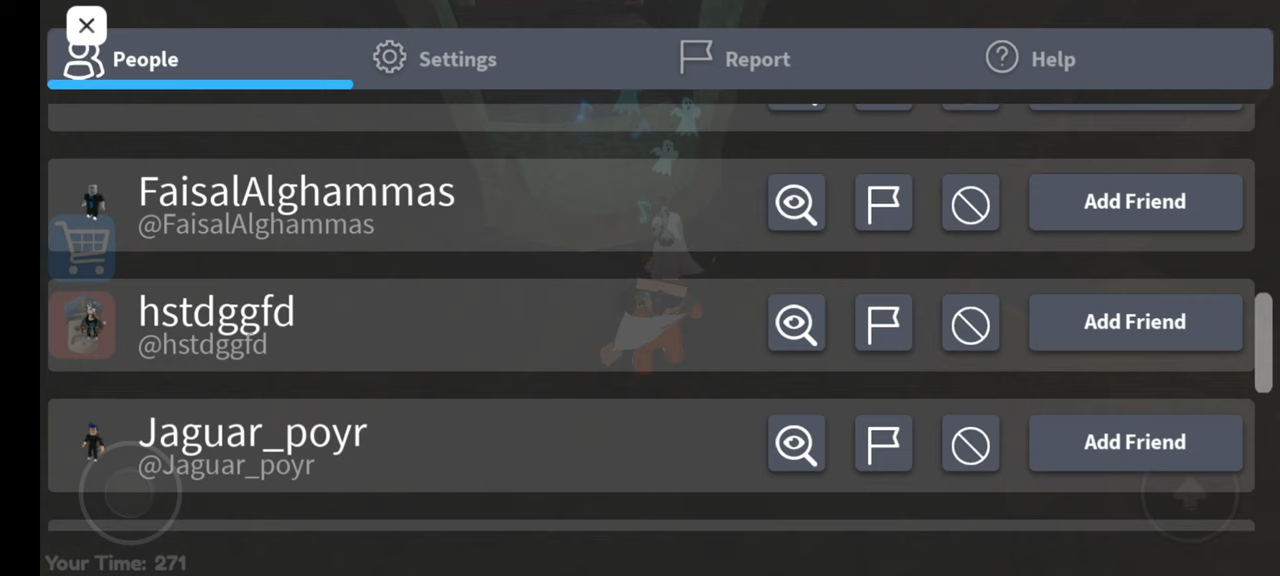 People
Settings
Report
Help
FaisalAlghammas
@FaisalAlghammas
Add Friend
hstdggfd
@hstdggfd
Add Friend
Jaguar_poyr
@Jaguar_poyr
Add Friend
Your Time: 271